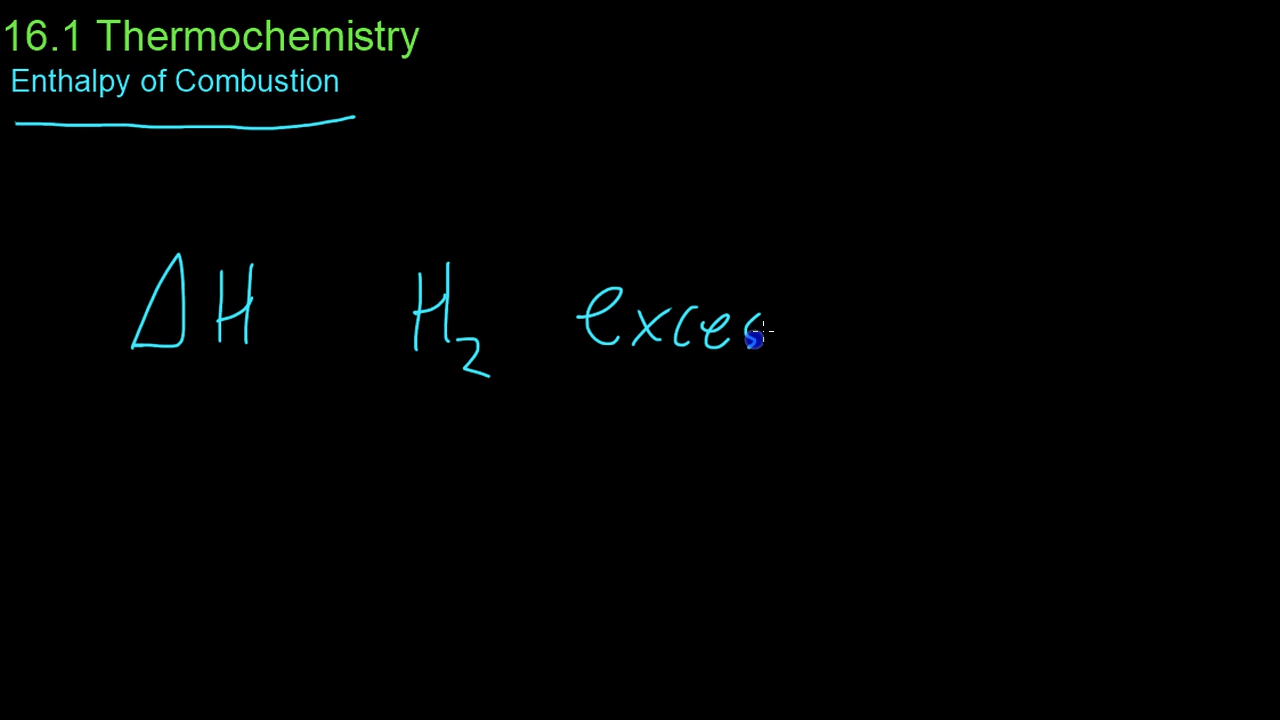 16.1 Thermochemistry
Enthalpy of Combustion
ΔH H₂ exces